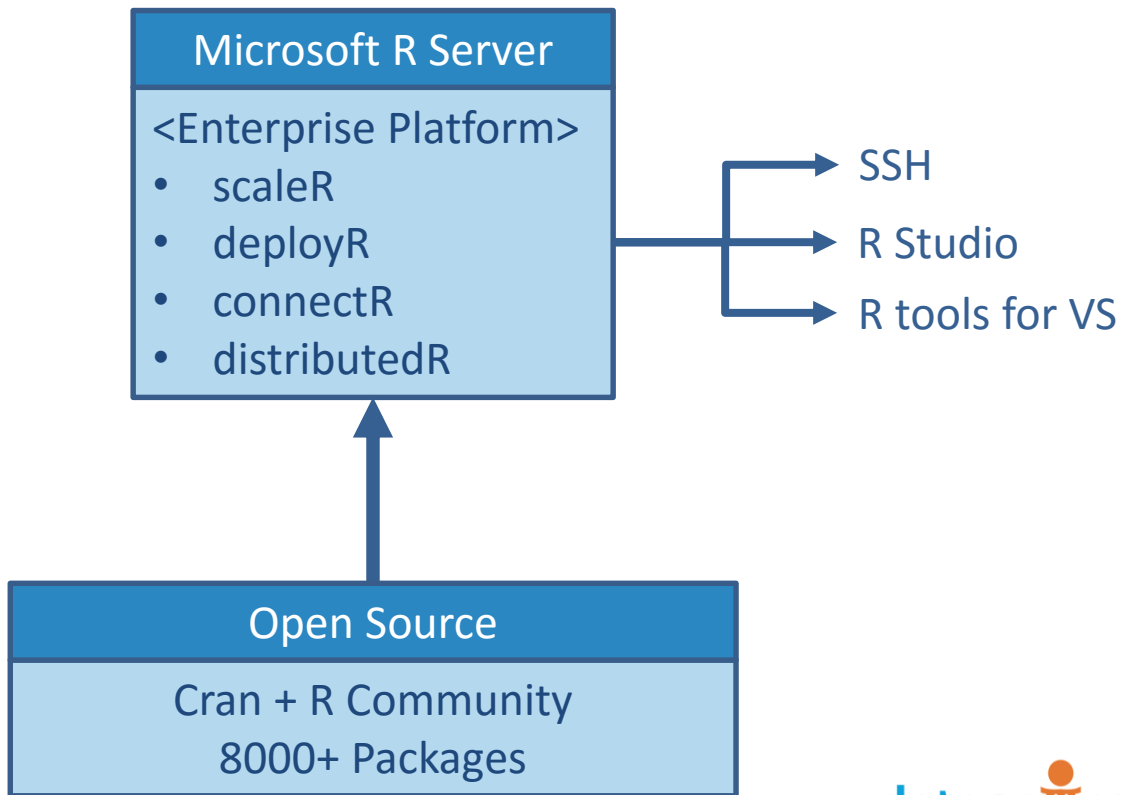 Microsoft R Server
<Enterprise Platform>
• scaleR
• deployR
• connectR
• distributedR
SSH
R Studio
R tools for VS
Open Source
Cran + R Community
8000+ Packages